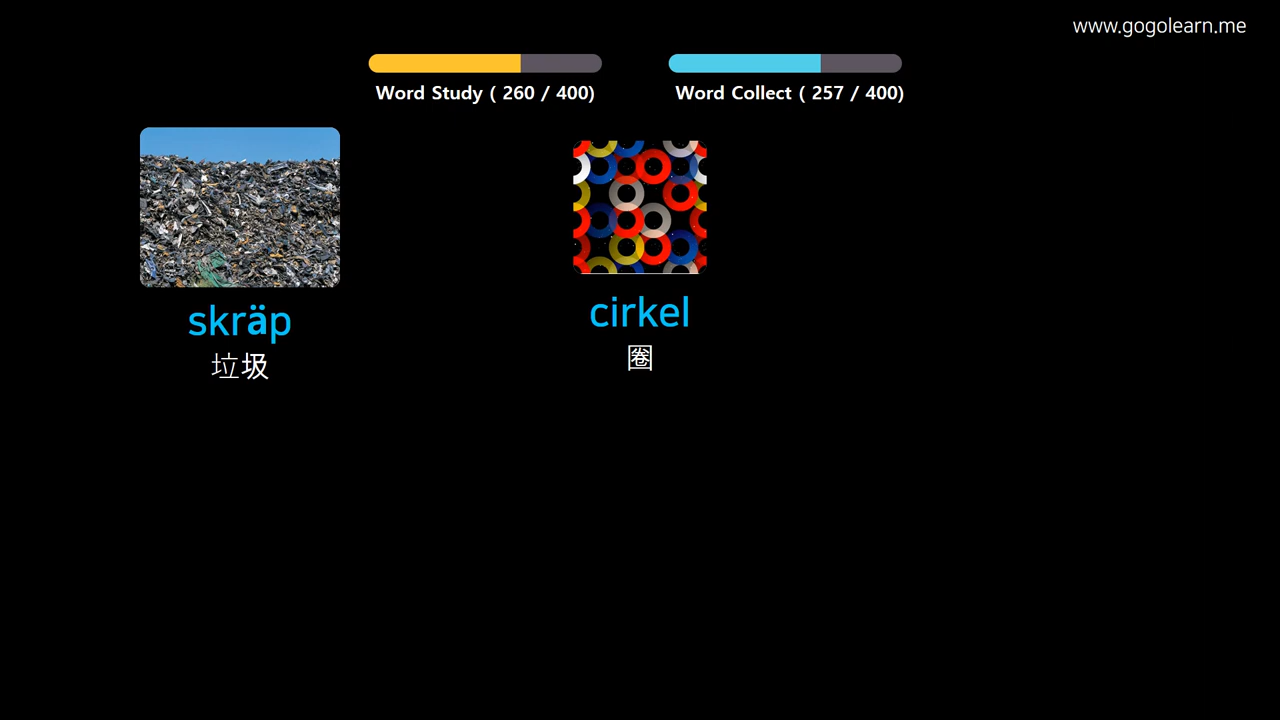 www.gogolearn.me
Word Study ( 260 / 400)
Word Collect ( 257 / 400)
skräp
垃圾
cirkel
圈